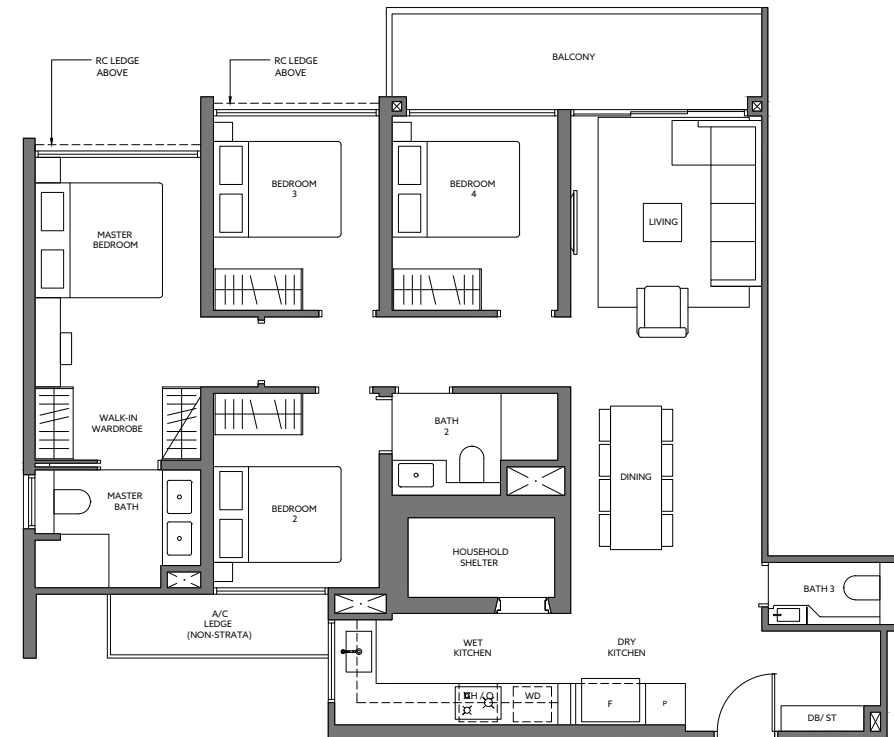 BALCONY
RC LEDGE
ABOVE
RC LEDGE
ABOVE
BEDROOM
3
BEDROOM
4
MASTER
BEDROOM
LIVING
WALK-IN
WARDROBE
BATH
2
DINING
MASTER
BATH
BEDROOM
2
HOUSEHOLD
SHELTER
BATH 3
A/C
LEDGE
(NON-STRATA)
WET
KITCHEN
DRY
KITCHEN
WD
F
P
DB/ ST